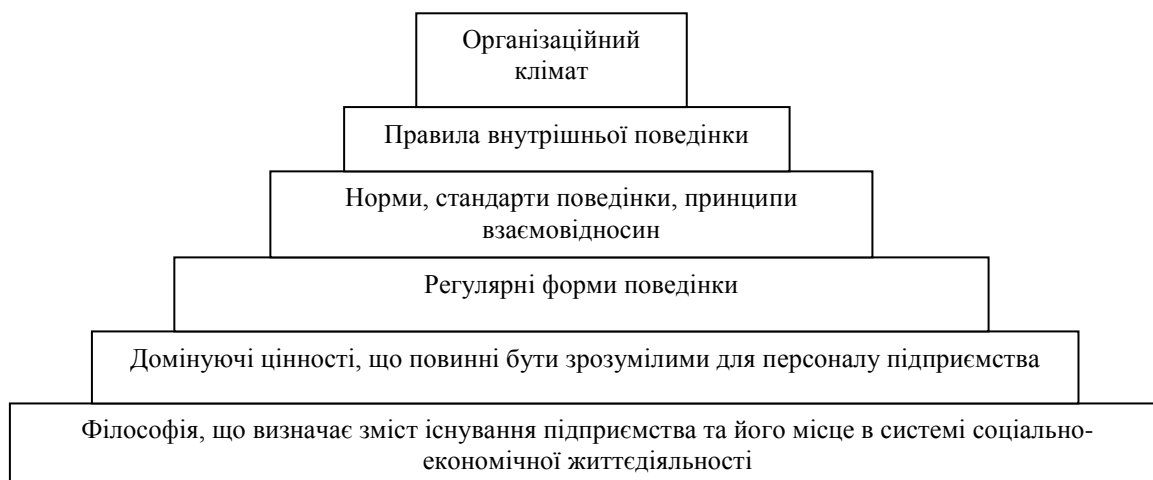 Організаційний
клімат
Правила внутрішньої поведінки
Норми, стандарти поведінки, принципи
взаємовідносин
Регулярні форми поведінки
Домінуючі цінності, що повинні бути зрозумілими для персоналу підприємства
Філософія, що визначає зміст існування підприємства та його місце в системі соціально-
економічної життєдіяльності